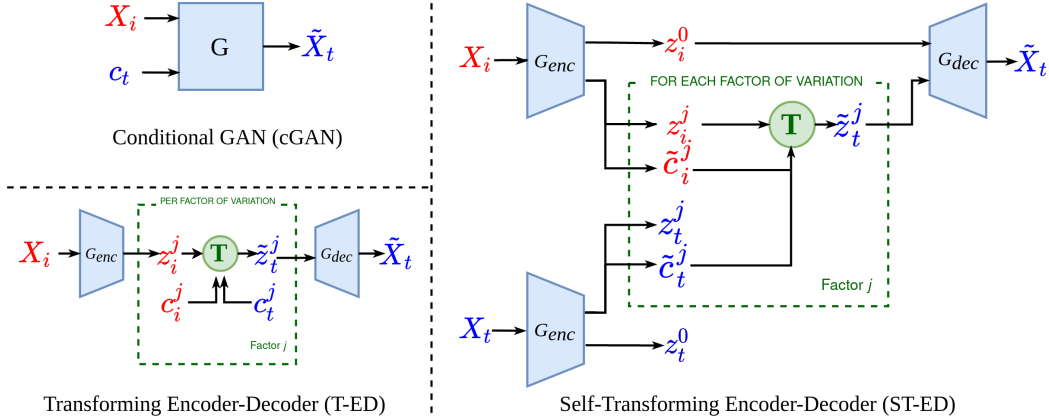 X_i
c_t
G
X̃_t
Conditional GAN (cGAN)
PER FACTOR OF VARIATION
X_i
G_enc
z_i^j
T
z̃_t^j
G_dec
X̃_t
c_i^j
c_t^j
Factor j
Transforming Encoder-Decoder (T-ED)
X_i
G_enc
z_i^0
G_dec
X̃_t
FOR EACH FACTOR OF VARIATION
z_i^j
T
z̃_t^j
c̃_i^j
z_t^j
c̃_t^j
Factor j
X_t
G_enc
z_t^0
Self-Transforming Encoder-Decoder (ST-ED)